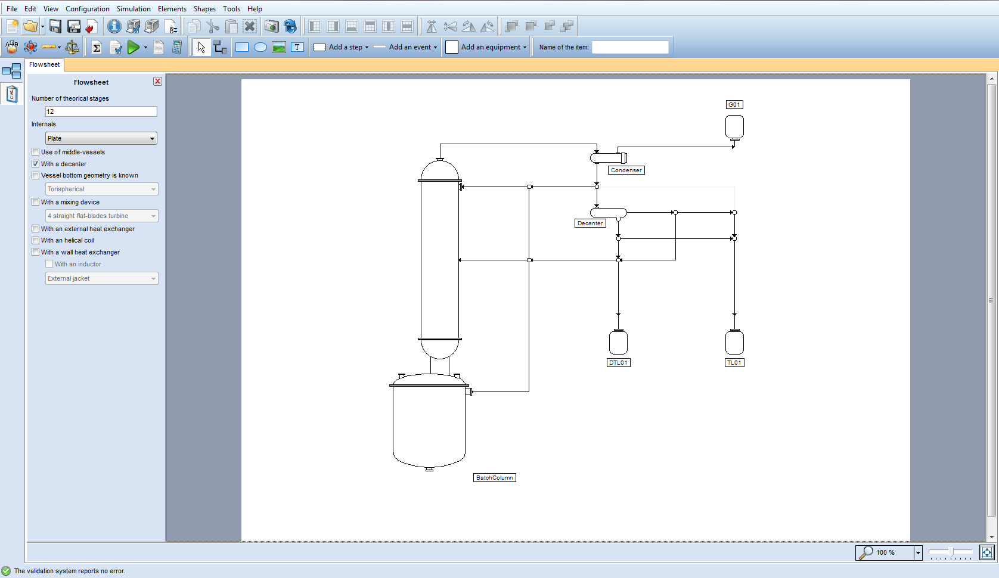 File Edit View Configuration Simulation Elements Shapes Tools Help
A+B Σ T Add a step Add an event Add an equipment Name of the item:
Flowsheet
Flowsheet
Number of theorical stages
12
Internals
Plate
Use of middle-vessels
With a decanter
Vessel bottom geometry is known
Torispherical
With a mixing device
4 straight flat-blades turbine
With an external heat exchanger
With an helical coil
With a wall heat exchanger
With an inductor
External jacket
G01
Condenser
Decanter
DTL01
TL01
BatchColumn
100 %
The validation system reports no error.